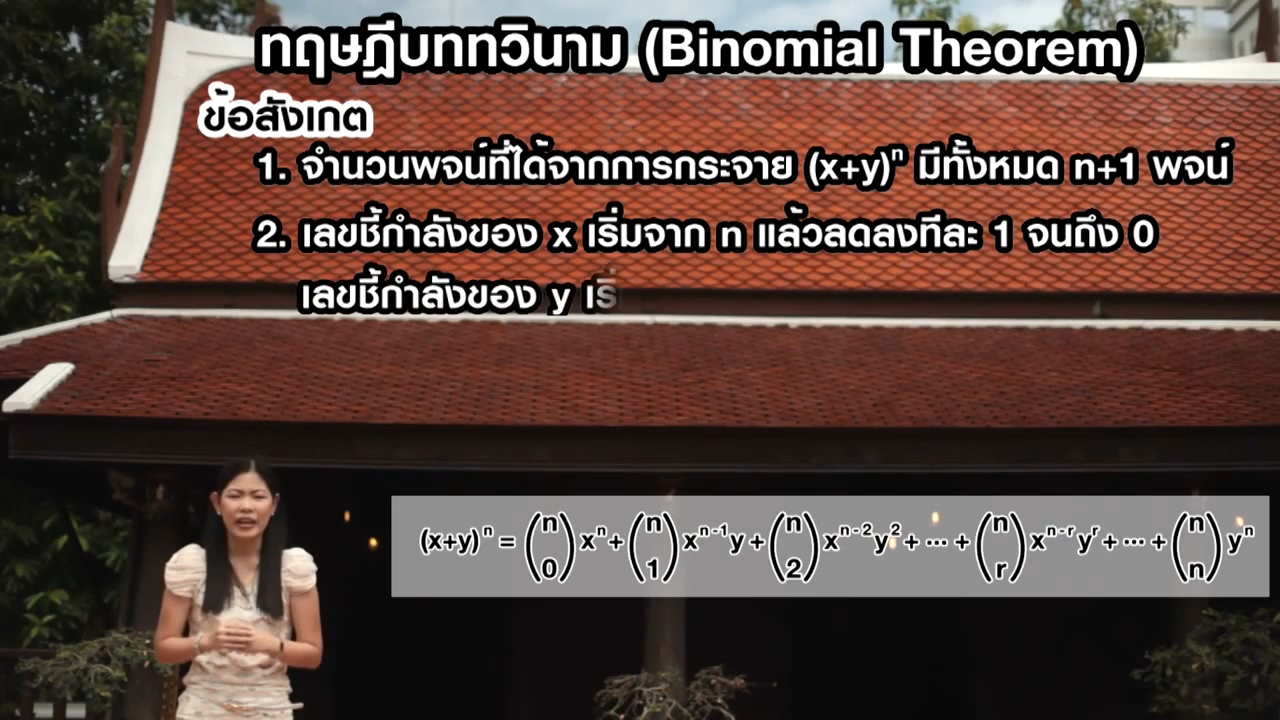 ทฤษฎีบททวินาม (Binomial Theorem)
ข้อสังเกต
1. จำนวนพจน์ที่ได้จากการกระจาย (x+y)ⁿ มีทั้งหมด n+1 พจน์
2. เลขชี้กำลังของ x เริ่มจาก n แล้วลดลงทีละ 1 จนถึง 0
เลขชี้กำลังของ y เริ่
(x+y)ⁿ = (n 0) xⁿ + (n 1) xⁿ⁻¹y + (n 2) xⁿ⁻²y² + ⋯ + (n r) xⁿ⁻ʳyʳ + ⋯ + (n n) yⁿ